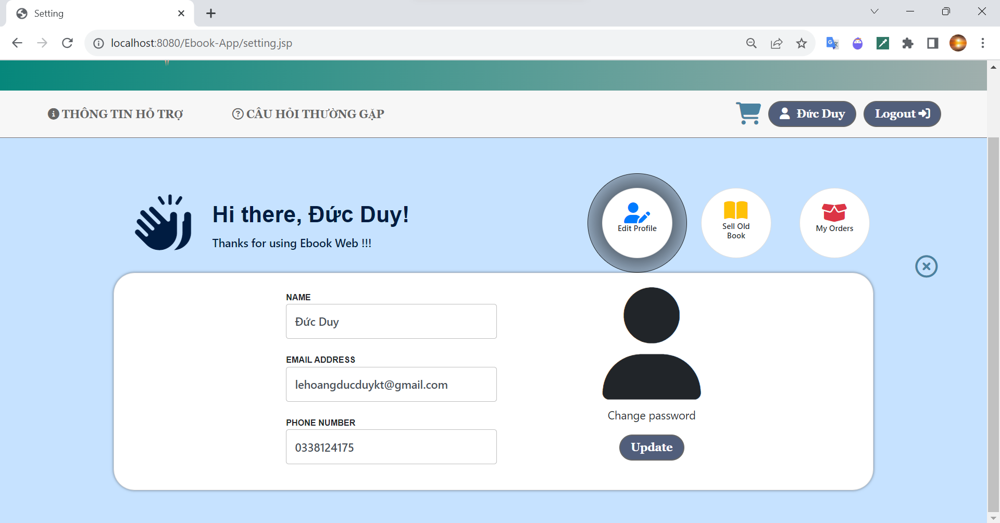 Setting
localhost:8080/Ebook-App/setting.jsp
THÔNG TIN HỖ TRỢ
CÂU HỎI THƯỜNG GẶP
Đức Duy
Logout
Hi there, Đức Duy!
Thanks for using Ebook Web !!!
Edit Profile
Sell Old
Book
My Orders
NAME
Đức Duy
EMAIL ADDRESS
lehoangducduykt@gmail.com
PHONE NUMBER
0338124175
Change password
Update